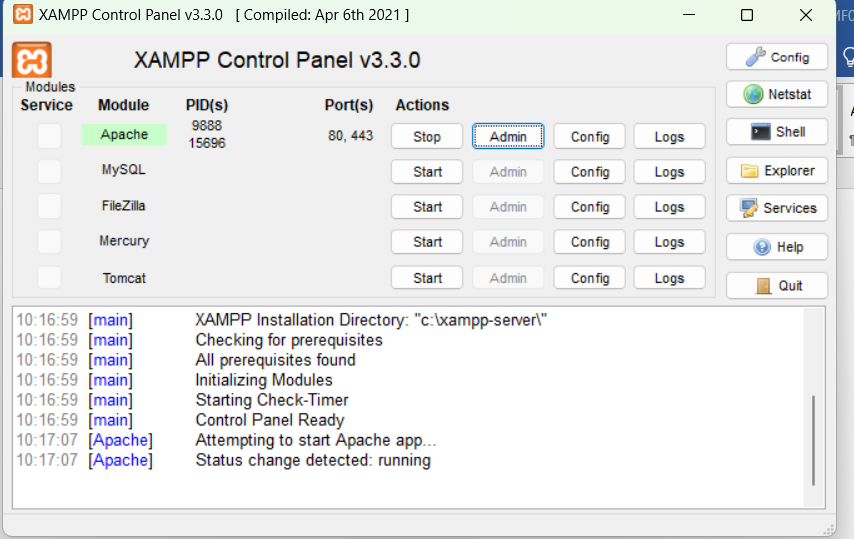 XAMPP Control Panel v3.3.0 [ Compiled: Apr 6th 2021 ]
XAMPP Control Panel v3.3.0
Config
Modules
Service Module PID(s) Port(s) Actions
Netstat
Apache 9888 15696 80, 443 Stop Admin Config Logs
Shell
MySQL Start Admin Config Logs
Explorer
FileZilla Start Admin Config Logs
Services
Mercury Start Admin Config Logs
Help
Tomcat Start Admin Config Logs
Quit
10:16:59 [main] XAMPP Installation Directory: "c:\xampp-server\"
10:16:59 [main] Checking for prerequisites
10:16:59 [main] All prerequisites found
10:16:59 [main] Initializing Modules
10:16:59 [main] Starting Check-Timer
10:16:59 [main] Control Panel Ready
10:17:07 [Apache] Attempting to start Apache app...
10:17:07 [Apache] Status change detected: running